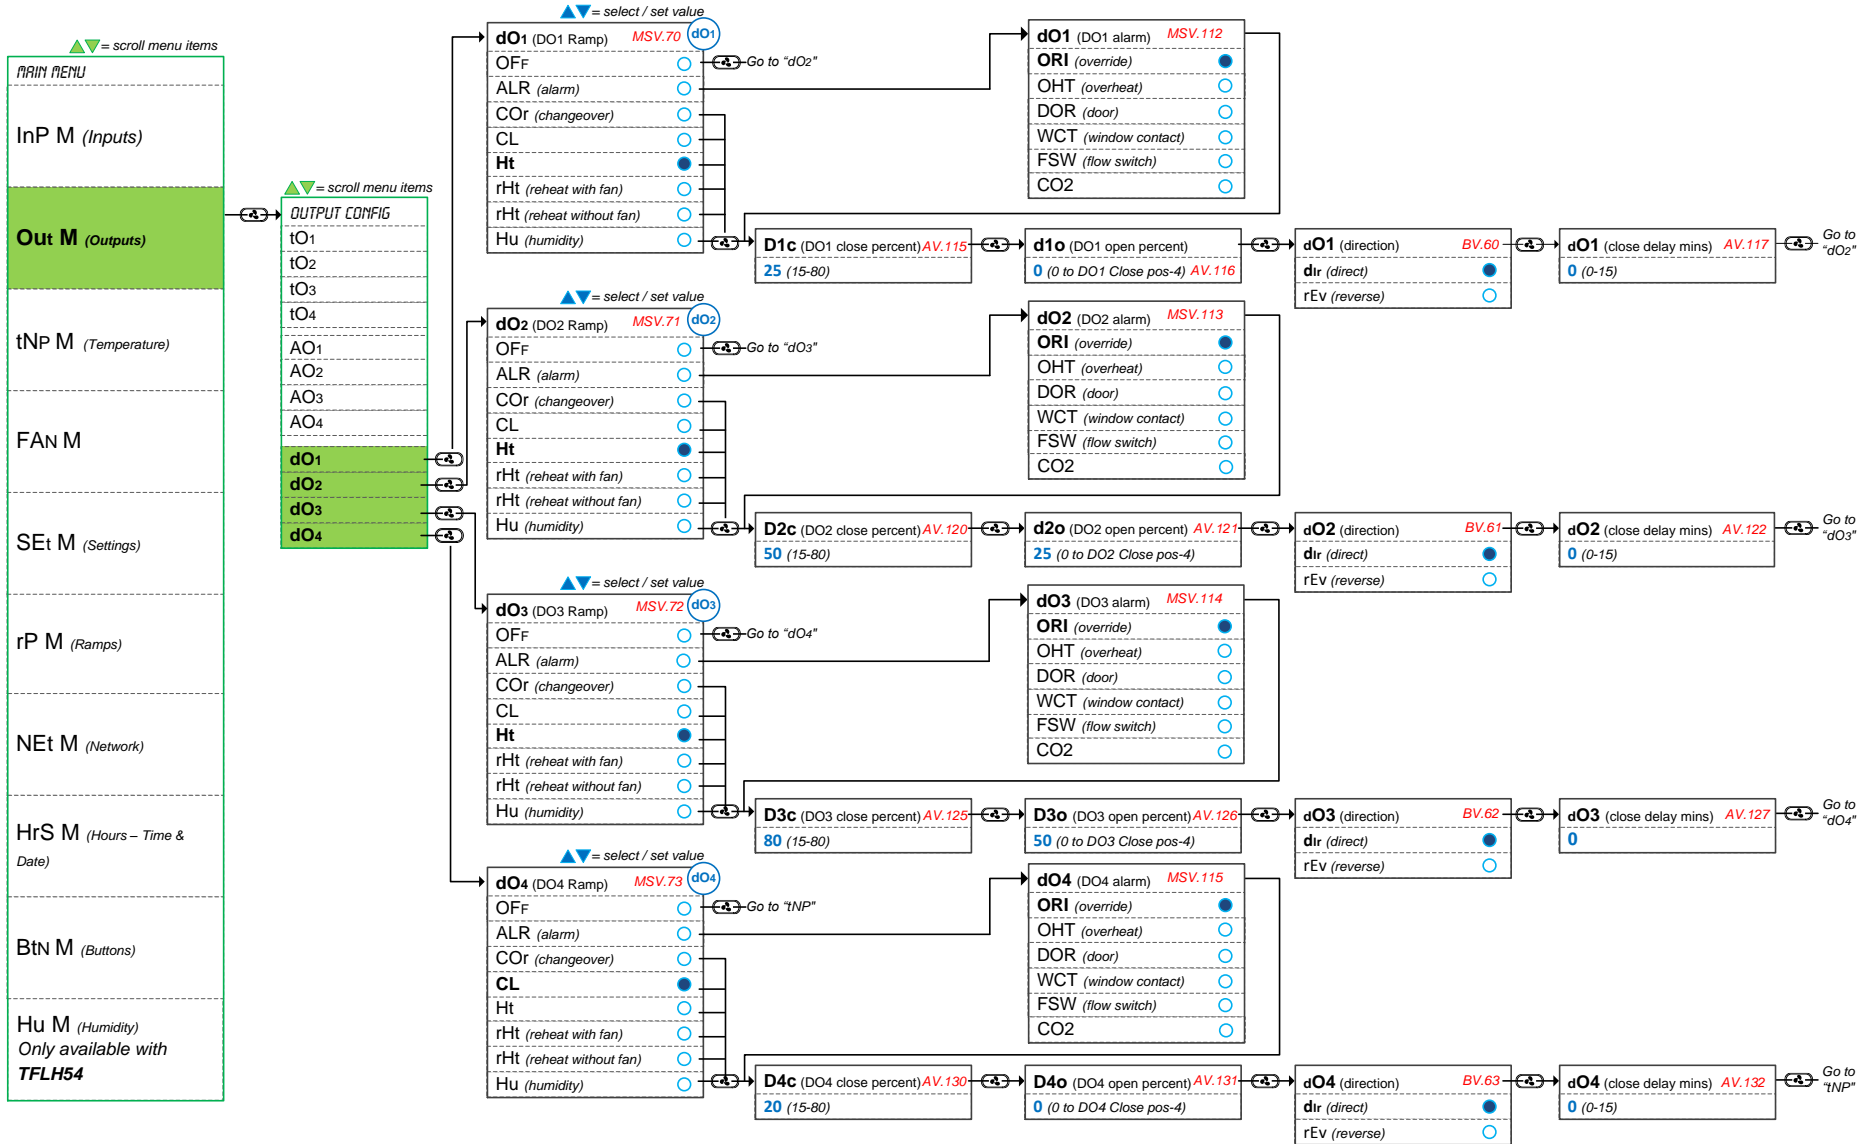 ▲▼= scroll menu items
MAIN MENU
InP M (Inputs)
Out M (Outputs)
tNP M (Temperature)
FAN M
SEt M (Settings)
rP M (Ramps)
NEt M (Network)
HrS M (Hours – Time &
Date)
BtN M (Buttons)
Hu M (Humidity)
Only available with
TFLH54
▲▼= scroll menu items
OUTPUT CONFIG
tO1
tO2
tO3
tO4
AO1
AO2
AO3
AO4
dO1
dO2
dO3
dO4
▲▼= select / set value
dO1 (DO1 Ramp) MSV.70 dO1
OFF
Go to "dO2"
ALR (alarm)
COr (changeover)
CL
Ht
rHt (reheat with fan)
rHt (reheat without fan)
Hu (humidity)
dO1 (DO1 alarm) MSV.112
ORI (override)
OHT (overheat)
DOR (door)
WCT (window contact)
FSW (flow switch)
CO2
D1c (DO1 close percent) AV.115
25 (15-80)
d1o (DO1 open percent)
0 (0 to DO1 Close pos-4) AV.116
dO1 (direction) BV.60
dIr (direct)
rEv (reverse)
dO1 (close delay mins) AV.117
0 (0-15)
Go to
"dO2"
▲▼= select / set value
dO2 (DO2 Ramp) MSV.71 dO2
OFF
Go to "dO3"
ALR (alarm)
COr (changeover)
CL
Ht
rHt (reheat with fan)
rHt (reheat without fan)
Hu (humidity)
dO2 (DO2 alarm) MSV.113
ORI (override)
OHT (overheat)
DOR (door)
WCT (window contact)
FSW (flow switch)
CO2
D2c (DO2 close percent) AV.120
50 (15-80)
d2o (DO2 open percent) AV.121
25 (0 to DO2 Close pos-4)
dO2 (direction) BV.61
dIr (direct)
rEv (reverse)
dO2 (close delay mins) AV.122
0 (0-15)
Go to
"dO3"
▲▼= select / set value
dO3 (DO3 Ramp) MSV.72 dO3
OFF
Go to "dO4"
ALR (alarm)
COr (changeover)
CL
Ht
rHt (reheat with fan)
rHt (reheat without fan)
Hu (humidity)
dO3 (DO3 alarm) MSV.114
ORI (override)
OHT (overheat)
DOR (door)
WCT (window contact)
FSW (flow switch)
CO2
D3c (DO3 close percent) AV.125
80 (15-80)
D3o (DO3 open percent) AV.126
50 (0 to DO3 Close pos-4)
dO3 (direction) BV.62
dIr (direct)
rEv (reverse)
dO3 (close delay mins) AV.127
0
Go to
"dO4"
▲▼= select / set value
dO4 (DO4 Ramp) MSV.73 dO4
OFF
Go to "tNP"
ALR (alarm)
COr (changeover)
CL
Ht
rHt (reheat with fan)
rHt (reheat without fan)
Hu (humidity)
dO4 (DO4 alarm) MSV.115
ORI (override)
OHT (overheat)
DOR (door)
WCT (window contact)
FSW (flow switch)
CO2
D4c (DO4 close percent) AV.130
20 (15-80)
D4o (DO4 open percent) AV.131
0 (0 to DO4 Close pos-4)
dO4 (direction) BV.63
dIr (direct)
rEv (reverse)
dO4 (close delay mins) AV.132
0 (0-15)
Go to
"tNP"